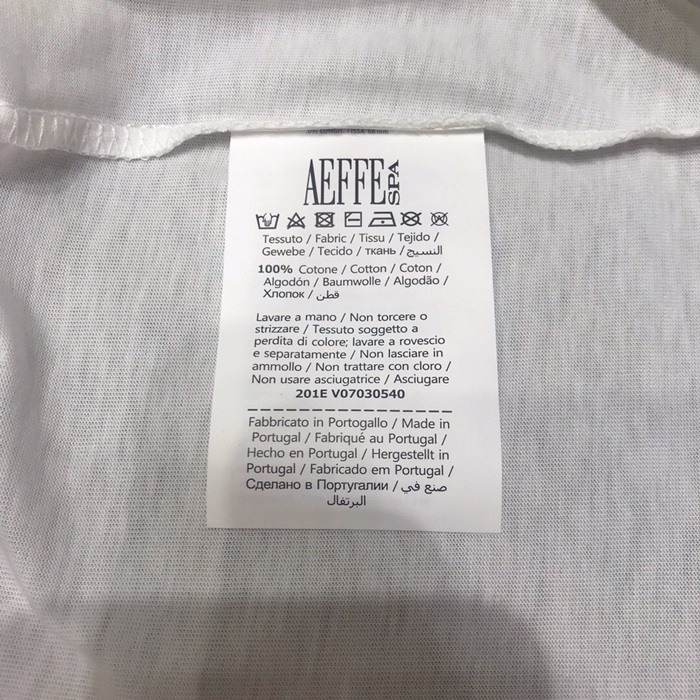 AEFFE SPA
Tessuto / Fabric / Tissu / Tejido /
Gewebe / Tecido / ткань / النسيج
100% Cotone / Cotton / Coton /
Algodón / Baumwolle / Algodão /
Хлопок / قطن
Lavare a mano / Non torcere o
strizzare / Tessuto soggetto a
perdita di colore; lavare a rovescio
e separatamente / Non lasciare in
ammollo / Non trattare con cloro /
Non usare asciugatrice / Asciugare
201E V07030540
Fabbricato in Portogallo / Made in
Portugal / Fabriqué au Portugal /
Hecho en Portugal / Hergestellt in
Portugal / Fabricado em Portugal /
Сделано в Португалии / صنع في
البرتغال